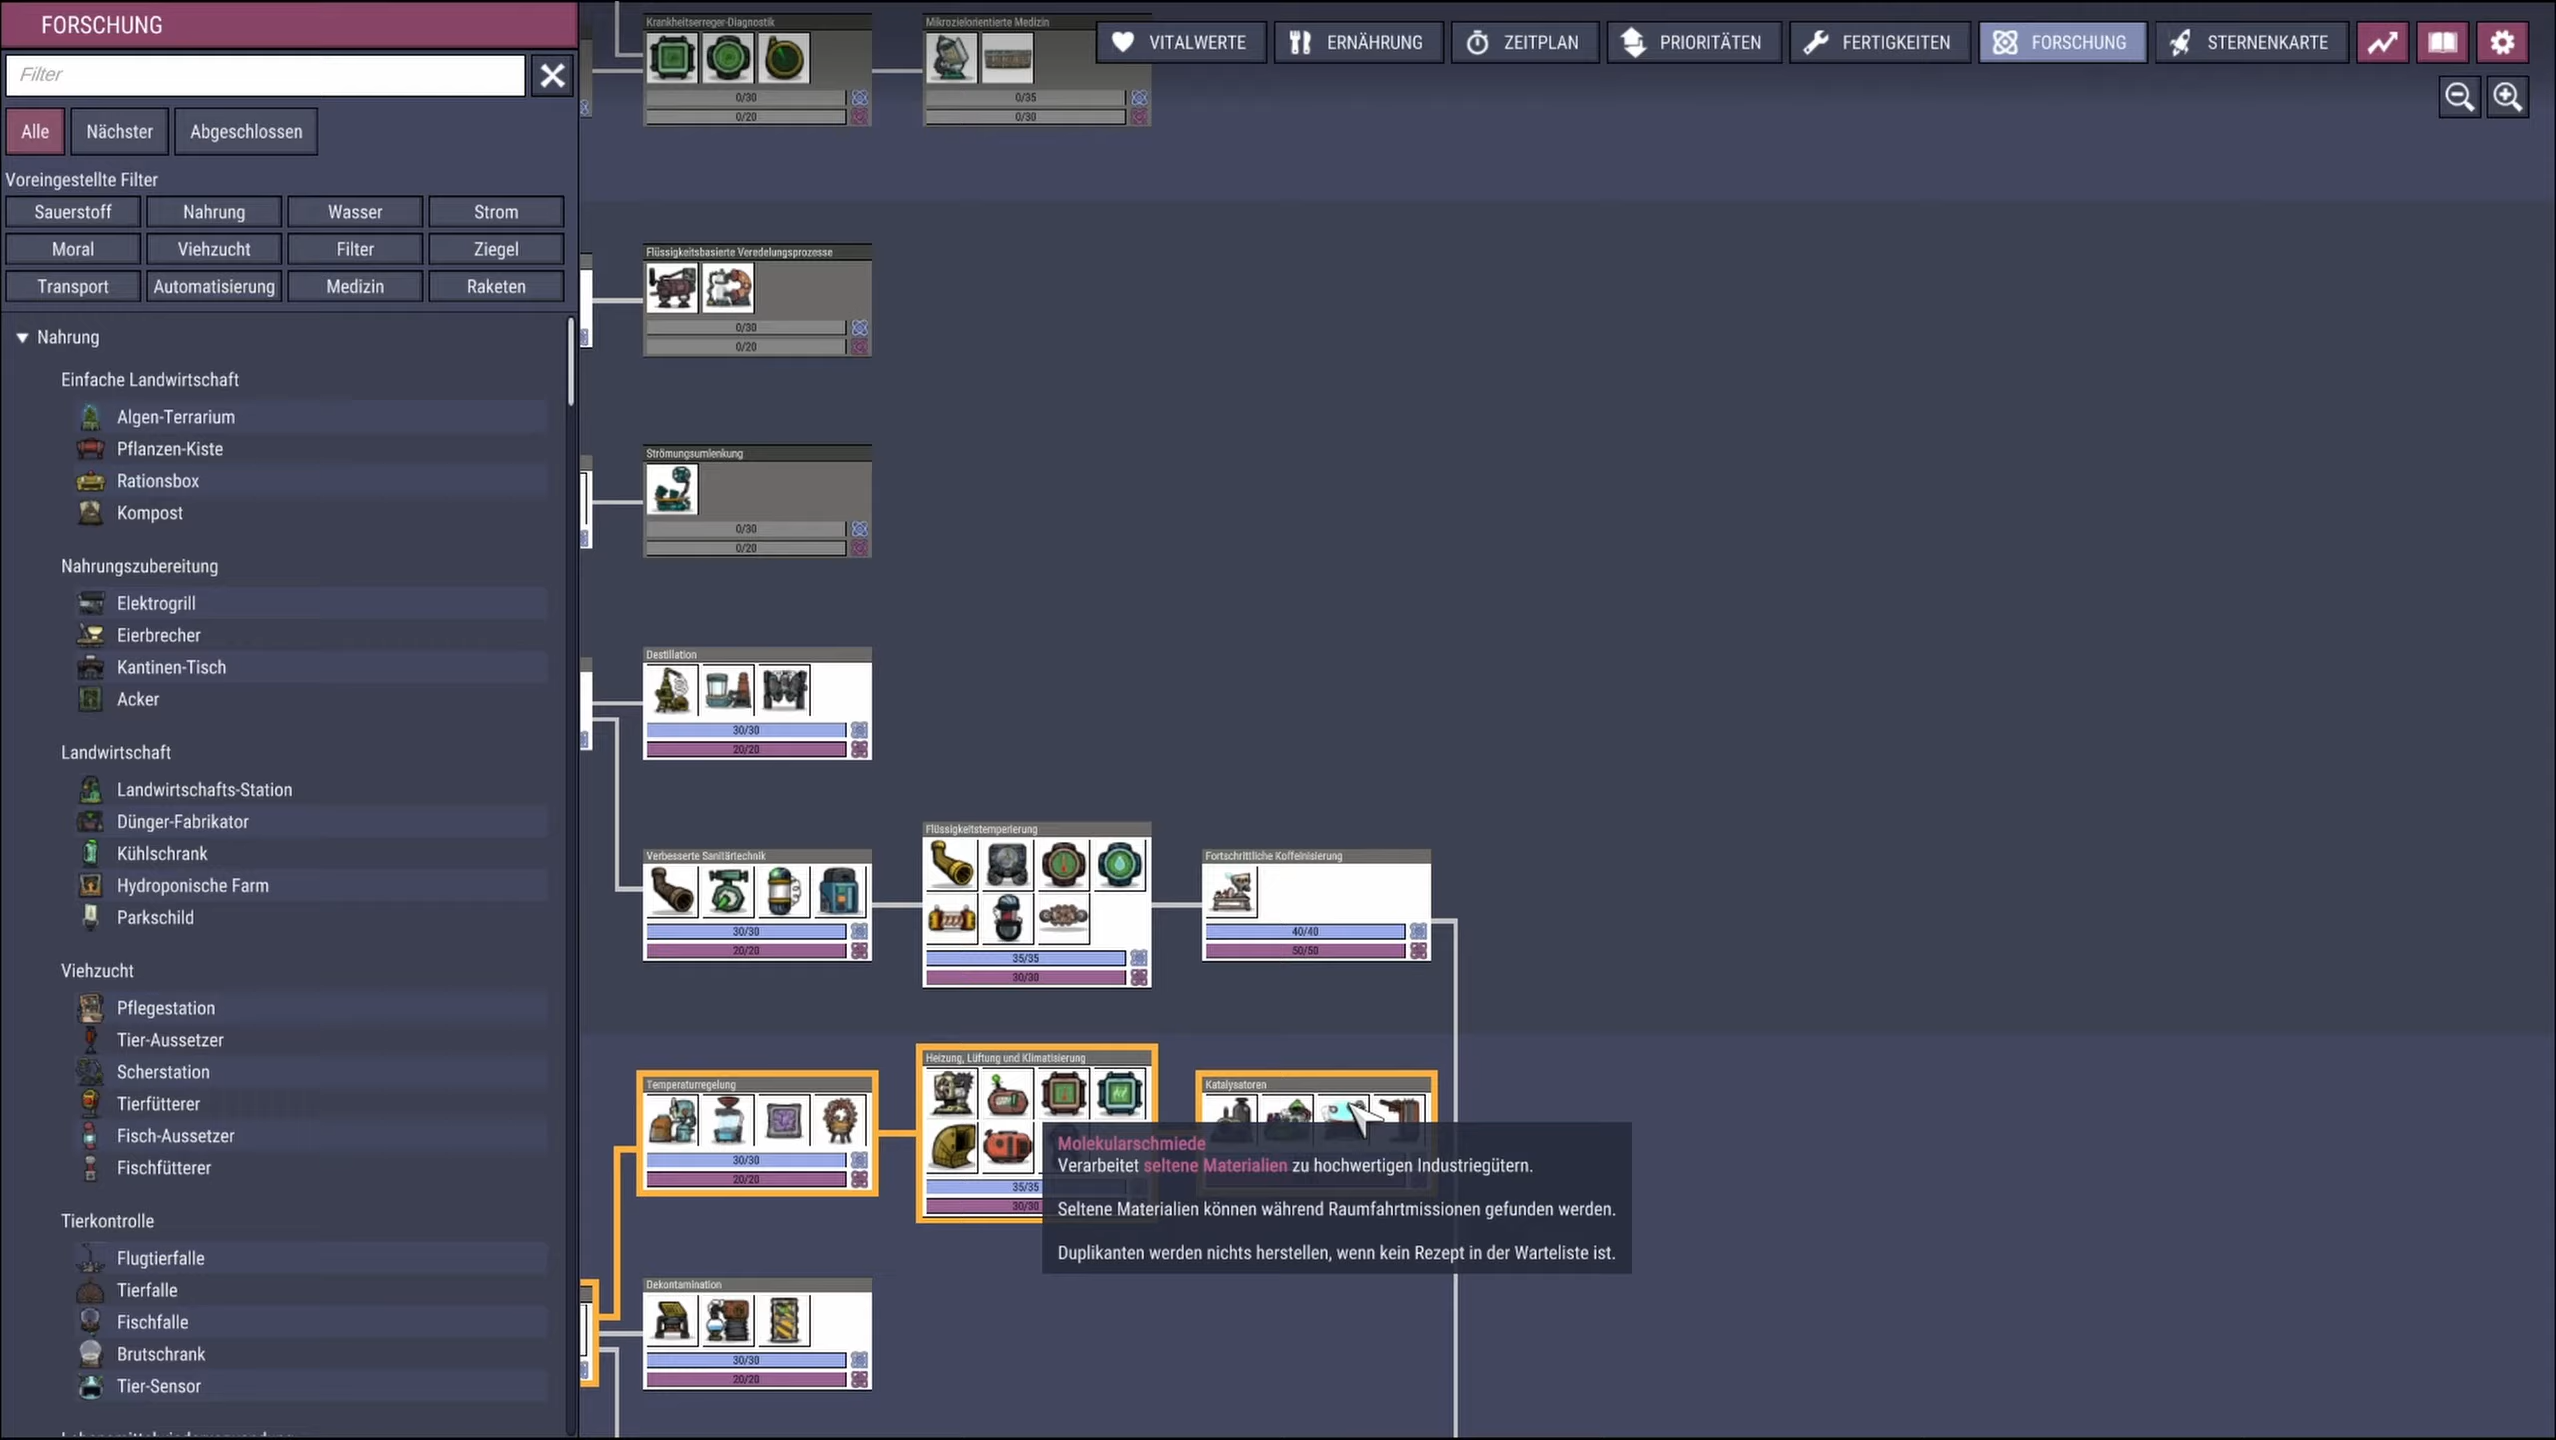 FORSCHUNG
VITALWERTE
ERNÄHRUNG
ZEITPLAN
PRIORITÄTEN
FERTIGKEITEN
FORSCHUNG
STERNENKARTE
Filter
Alle
Nächster
Abgeschlossen
Voreingestellte Filter
Sauerstoff
Nahrung
Wasser
Strom
Moral
Viehzucht
Filter
Ziegel
Transport
Automatisierung
Medizin
Raketen
Nahrung
Einfache Landwirtschaft
Algen-Terrarium
Pflanzen-Kiste
Rationsbox
Kompost
Nahrungszubereitung
Elektrogrill
Eierbrecher
Kantinen-Tisch
Acker
Landwirtschaft
Landwirtschafts-Station
Dünger-Fabrikator
Kühlschrank
Hydroponische Farm
Parkschild
Viehzucht
Pflegestation
Tier-Aussetzer
Scherstation
Tierfütterer
Fisch-Aussetzer
Fischfütterer
Tierkontrolle
Flugtierfalle
Tierfalle
Fischfalle
Brutschrank
Tier-Sensor
Krankheitserreger-Diagnostik
0/30
0/20
Mikrozielorientierte Medizin
0/35
0/30
Flüssigkeitsbasierte Veredelungsprozesse
0/30
0/20
Strömungsumlenkung
0/30
0/20
Destillation
30/30
20/20
Verbesserte Sanitärtechnik
30/30
20/20
Flüssigkeitstemperierung
35/35
30/30
Fortschrittliche Koffeinisierung
40/40
50/50
Temperaturregelung
30/30
20/20
Heizung, Lüftung und Klimatisierung
35/35
30/30
Katalysatoren
Molekularschmiede
Verarbeitet seltene Materialien zu hochwertigen Industriegütern.
Seltene Materialien können während Raumfahrtmissionen gefunden werden.
Duplikanten werden nichts herstellen, wenn kein Rezept in der Warteliste ist.
Dekontamination
30/30
20/20